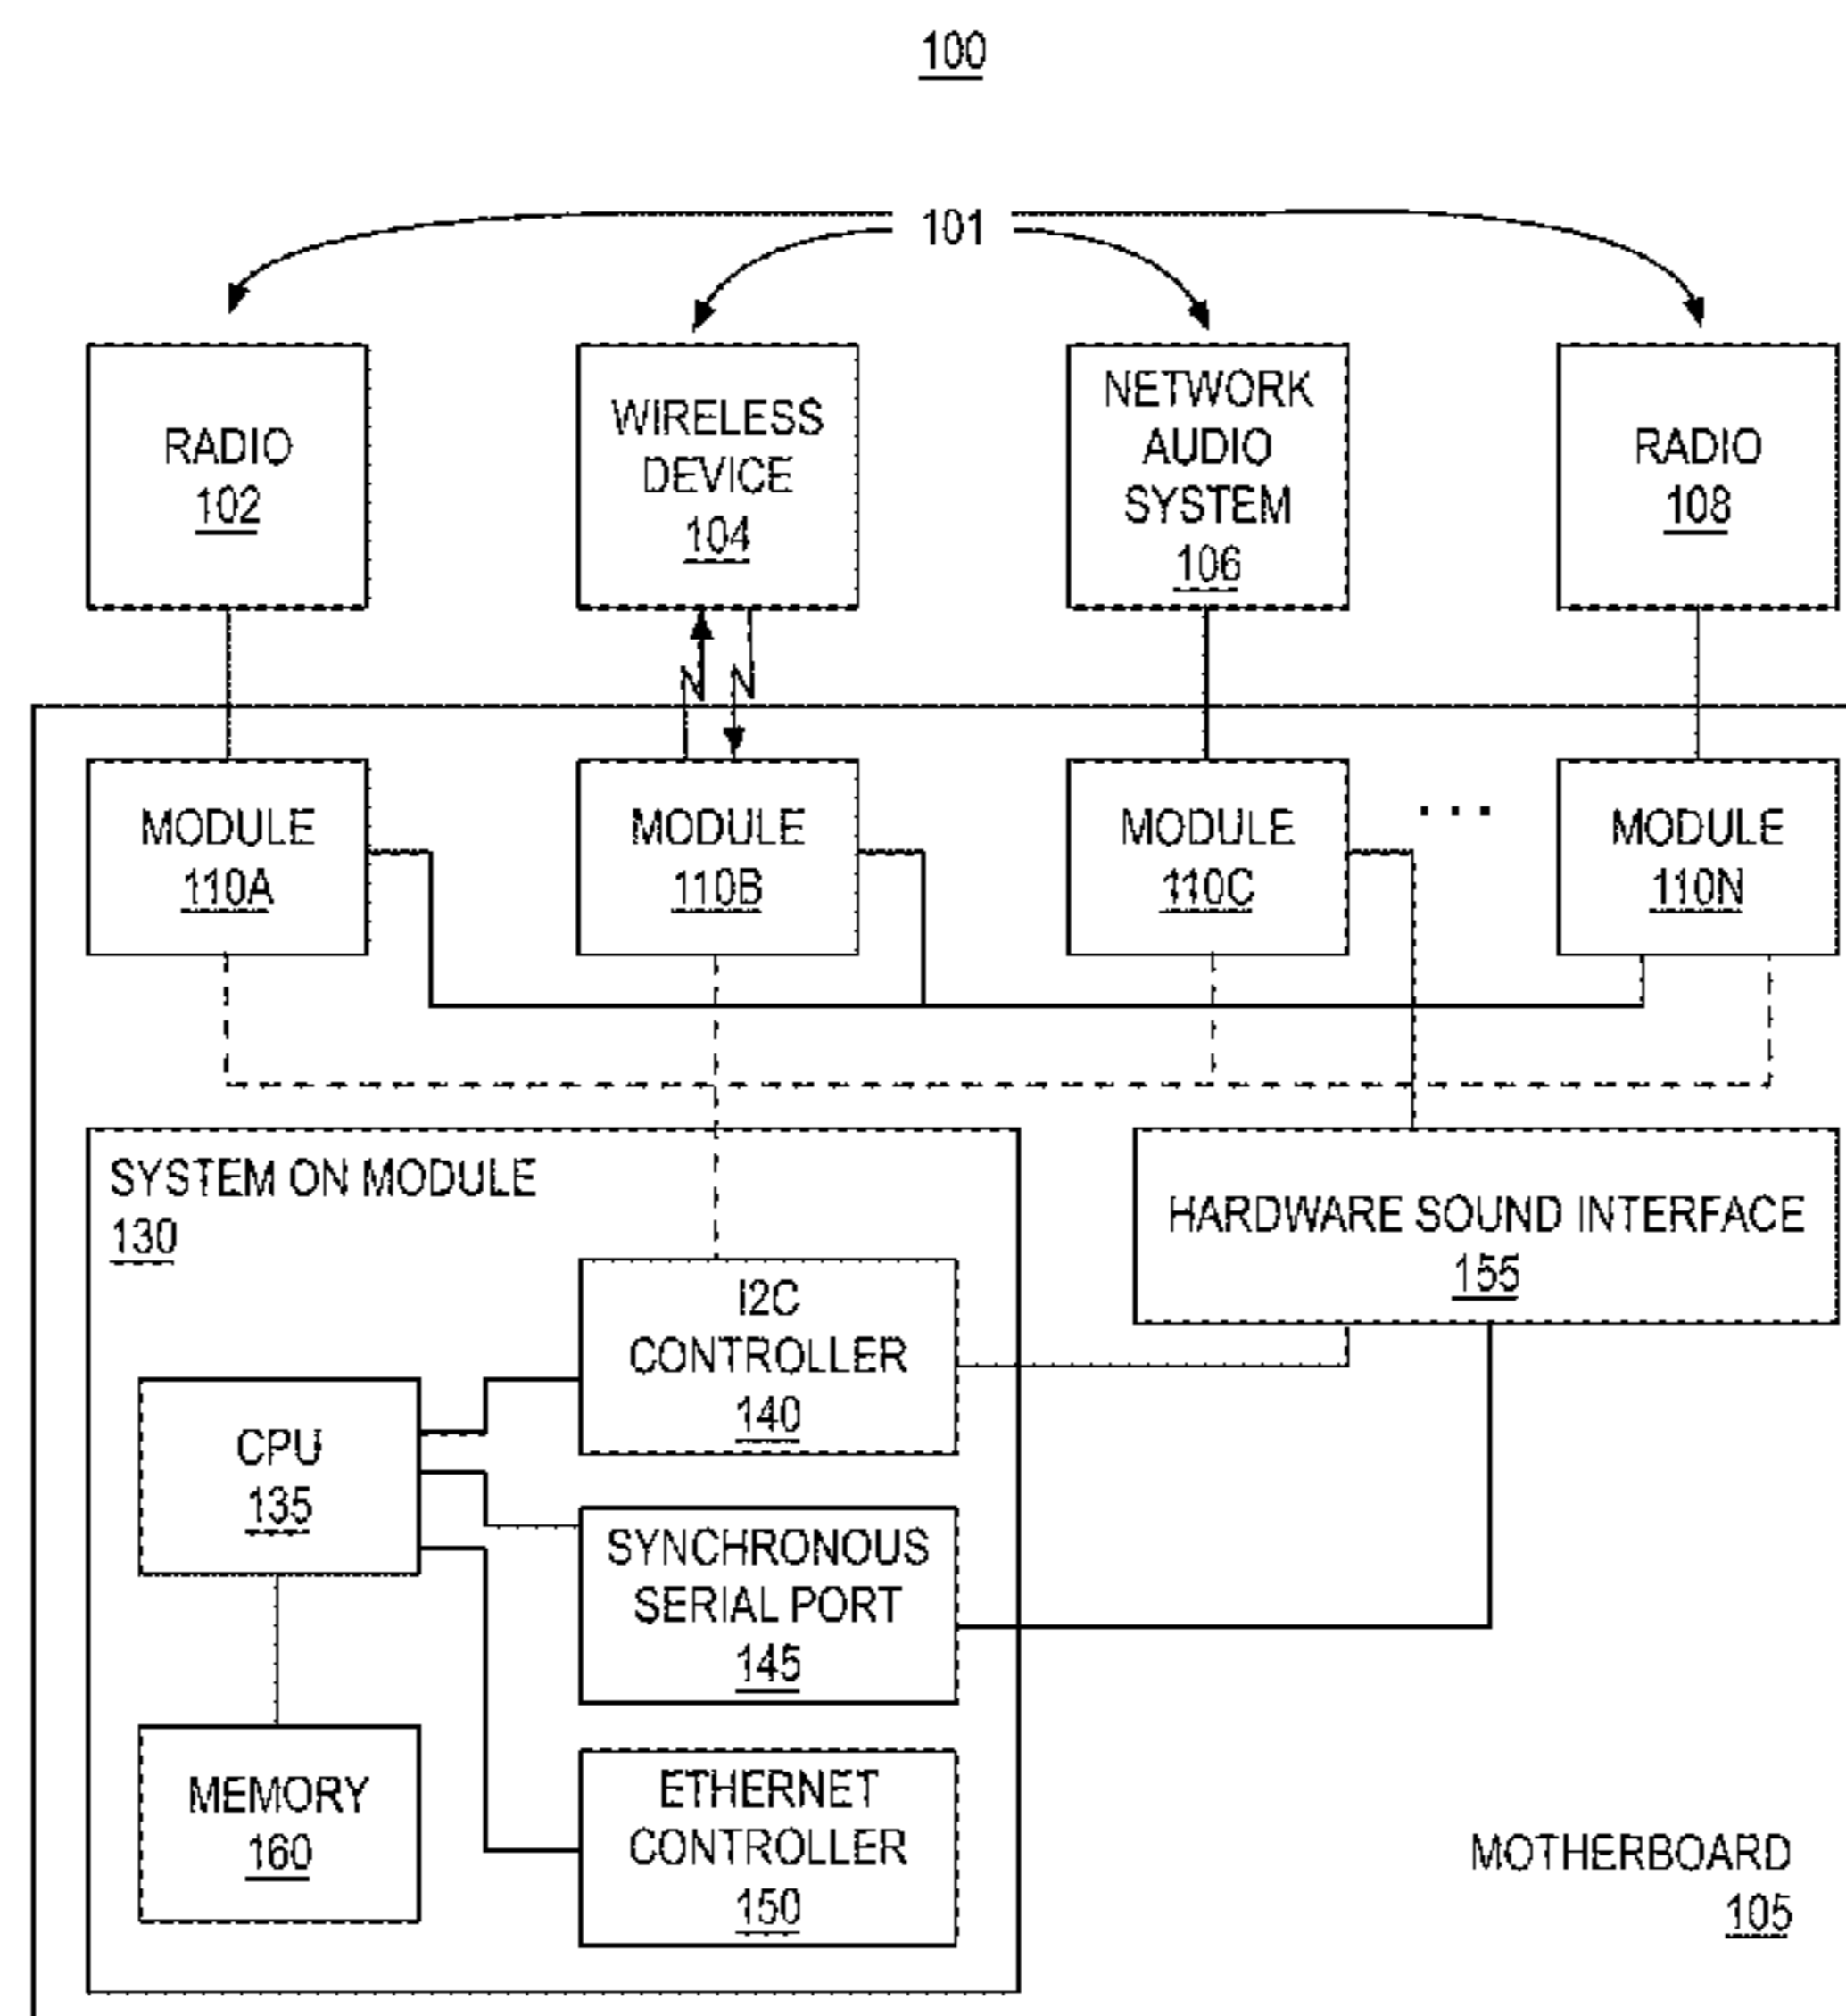 100
101
RADIO
102
WIRELESS
DEVICE
104
NETWORK
AUDIO
SYSTEM
106
RADIO
108
MODULE
110A
MODULE
110B
MODULE
110C
...
MODULE
110N
SYSTEM ON MODULE
130
HARDWARE SOUND INTERFACE
155
I2C
CONTROLLER
140
CPU
135
SYNCHRONOUS
SERIAL PORT
145
MEMORY
160
ETHERNET
CONTROLLER
150
MOTHERBOARD
105